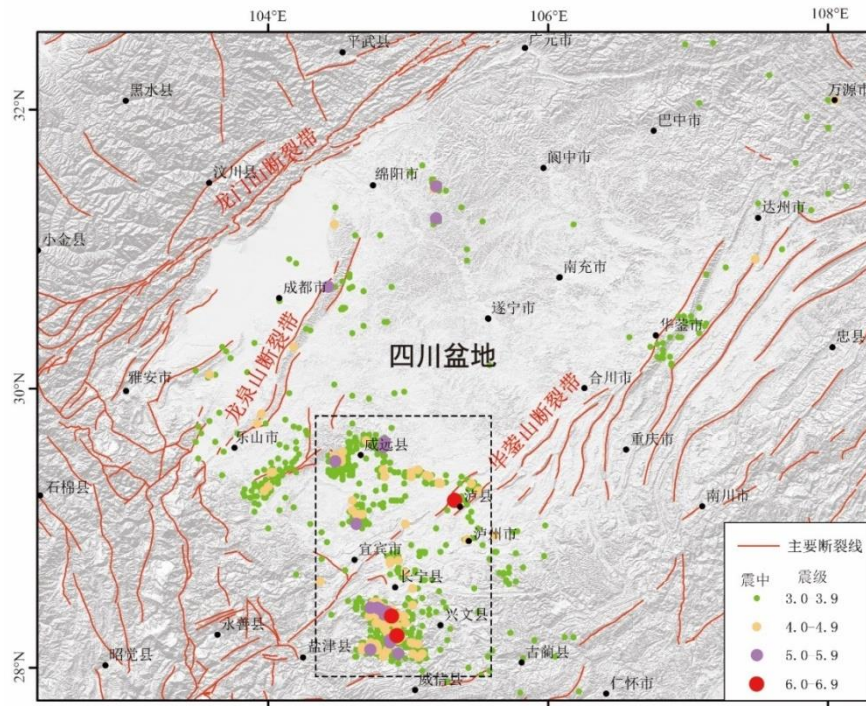 104°E
106°E
108°E
平武县
广元市
黑水县
32°N
万源市
巴中市
龙门山断裂带
汶川县
绵阳市
阆中市
达州市
小金县
成都市
南充市
遂宁市
华蓥市
忠县
四川盆地
龙泉山断裂带
雅安市
30°N
合川市
华蓥山断裂带
乐山市
威远县
重庆市
石棉县
泸县
南川市
泸州市
宜宾市
长宁县
兴文县
永善县
盐津县
昭觉县
古蔺县
28°N
威信县
仁怀市
主要断裂线
震中 震级
3.0-3.9
4.0-4.9
5.0-5.9
6.0-6.9